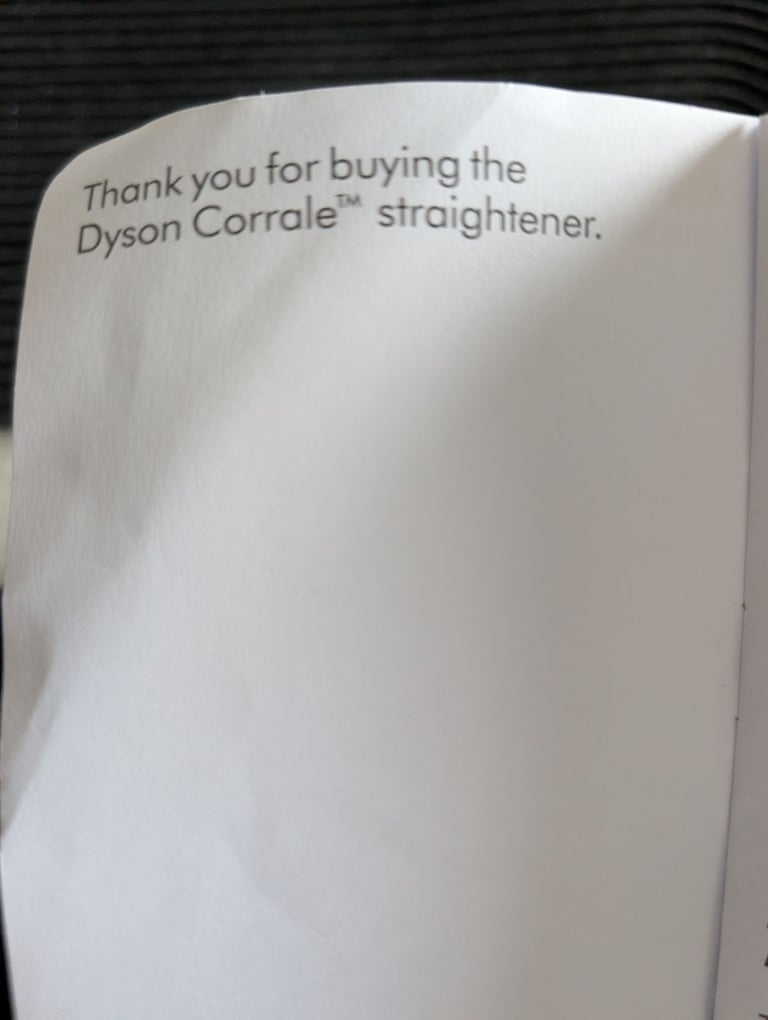 Thank you for buying the
Dyson Corrale™ straightener.